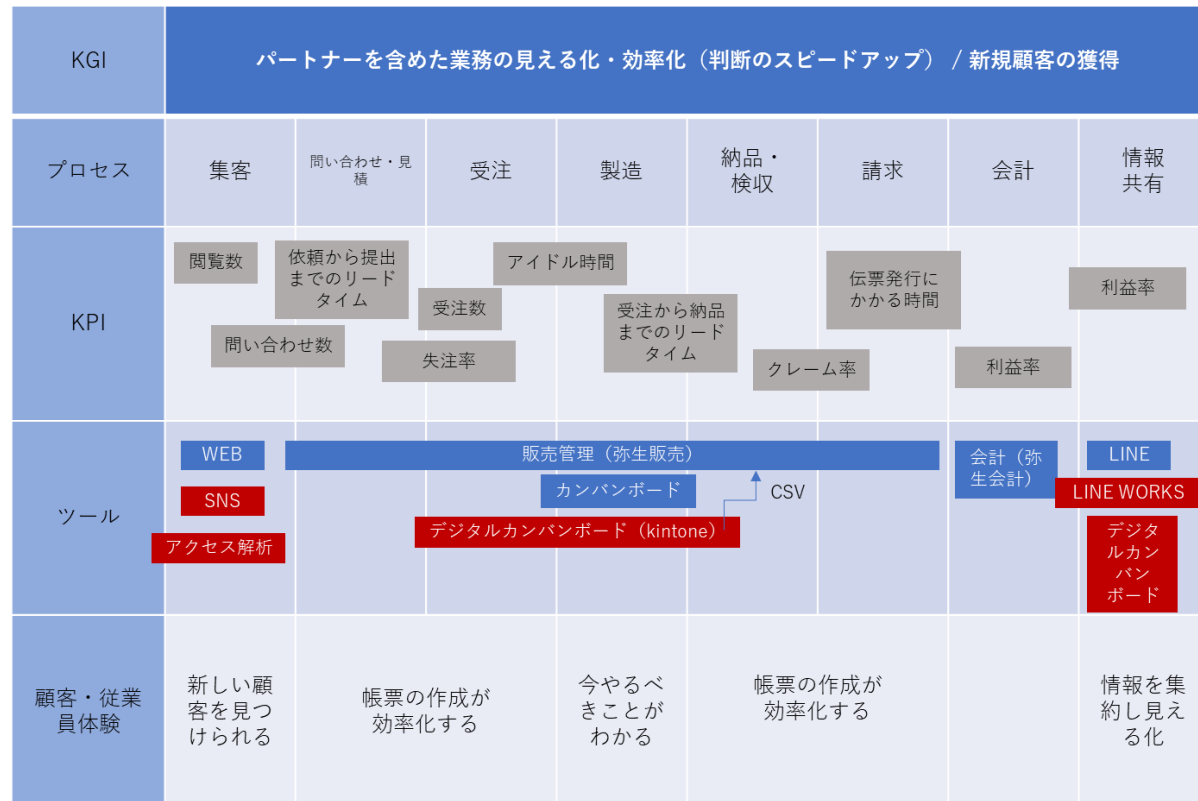 KGI
パートナーを含めた業務の見える化・効率化（判断のスピードアップ） / 新規顧客の獲得
プロセス
集客
問い合わせ・見
積
受注
製造
納品・
検収
請求
会計
情報
共有
KPI
閲覧数
依頼から提出
までのリード
タイム
問い合わせ数
受注数
失注率
アイドル時間
受注から納品
までのリード
タイム
クレーム率
伝票発行に
かかる時間
利益率
利益率
ツール
WEB
SNS
アクセス解析
販売管理（弥生販売）
カンバンボード
CSV
デジタルカンバンボード（kintone）
会計（弥
生会計）
LINE
LINE WORKS
デジタ
ルカン
バン
ボード
顧客・従業
員体験
新しい顧
客を見つ
けられる
帳票の作成が
効率化する
今やるべ
きことが
わかる
帳票の作成が
効率化する
情報を集
約し見え
る化